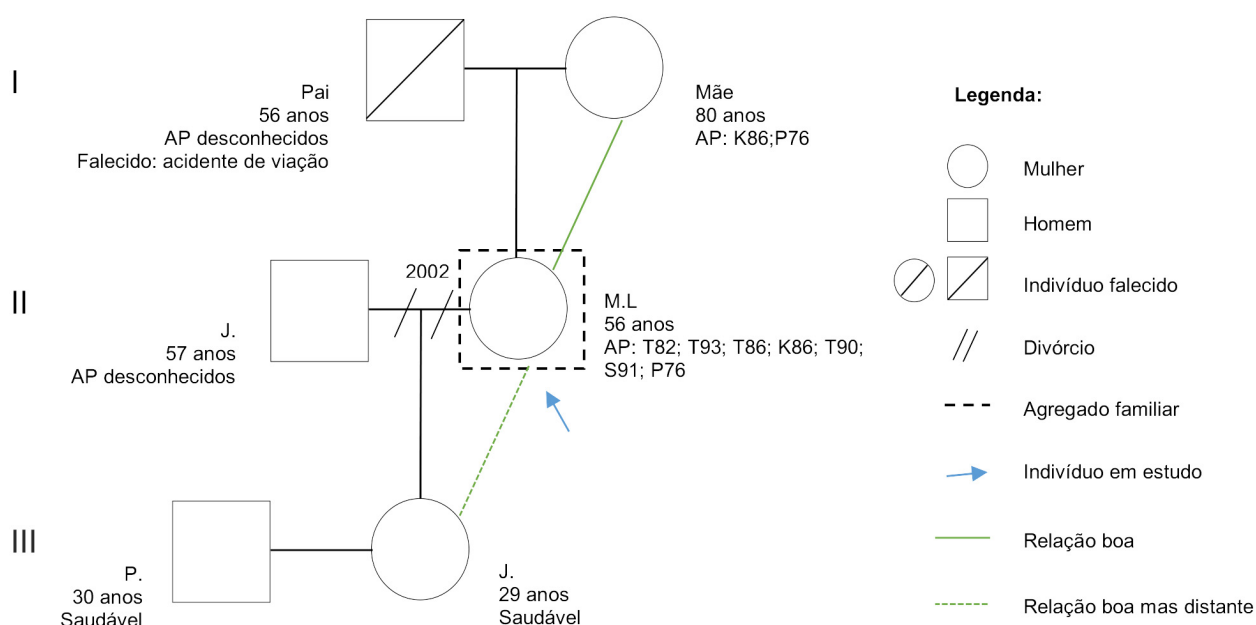 I
Pai
56 anos
AP desconhecidos
Falecido: acidente de viação
Mãe
80 anos
AP: K86;P76
II
2002
J.
57 anos
AP desconhecidos
M.L
56 anos
AP: T82; T93; T86; K86; T90;
S91; P76
III
P.
30 anos
Saudável
J.
29 anos
Saudável
Legenda:
Mulher
Homem
Indivíduo falecido
Divórcio
Agregado familiar
Indivíduo em estudo
Relação boa
Relação boa mas distante